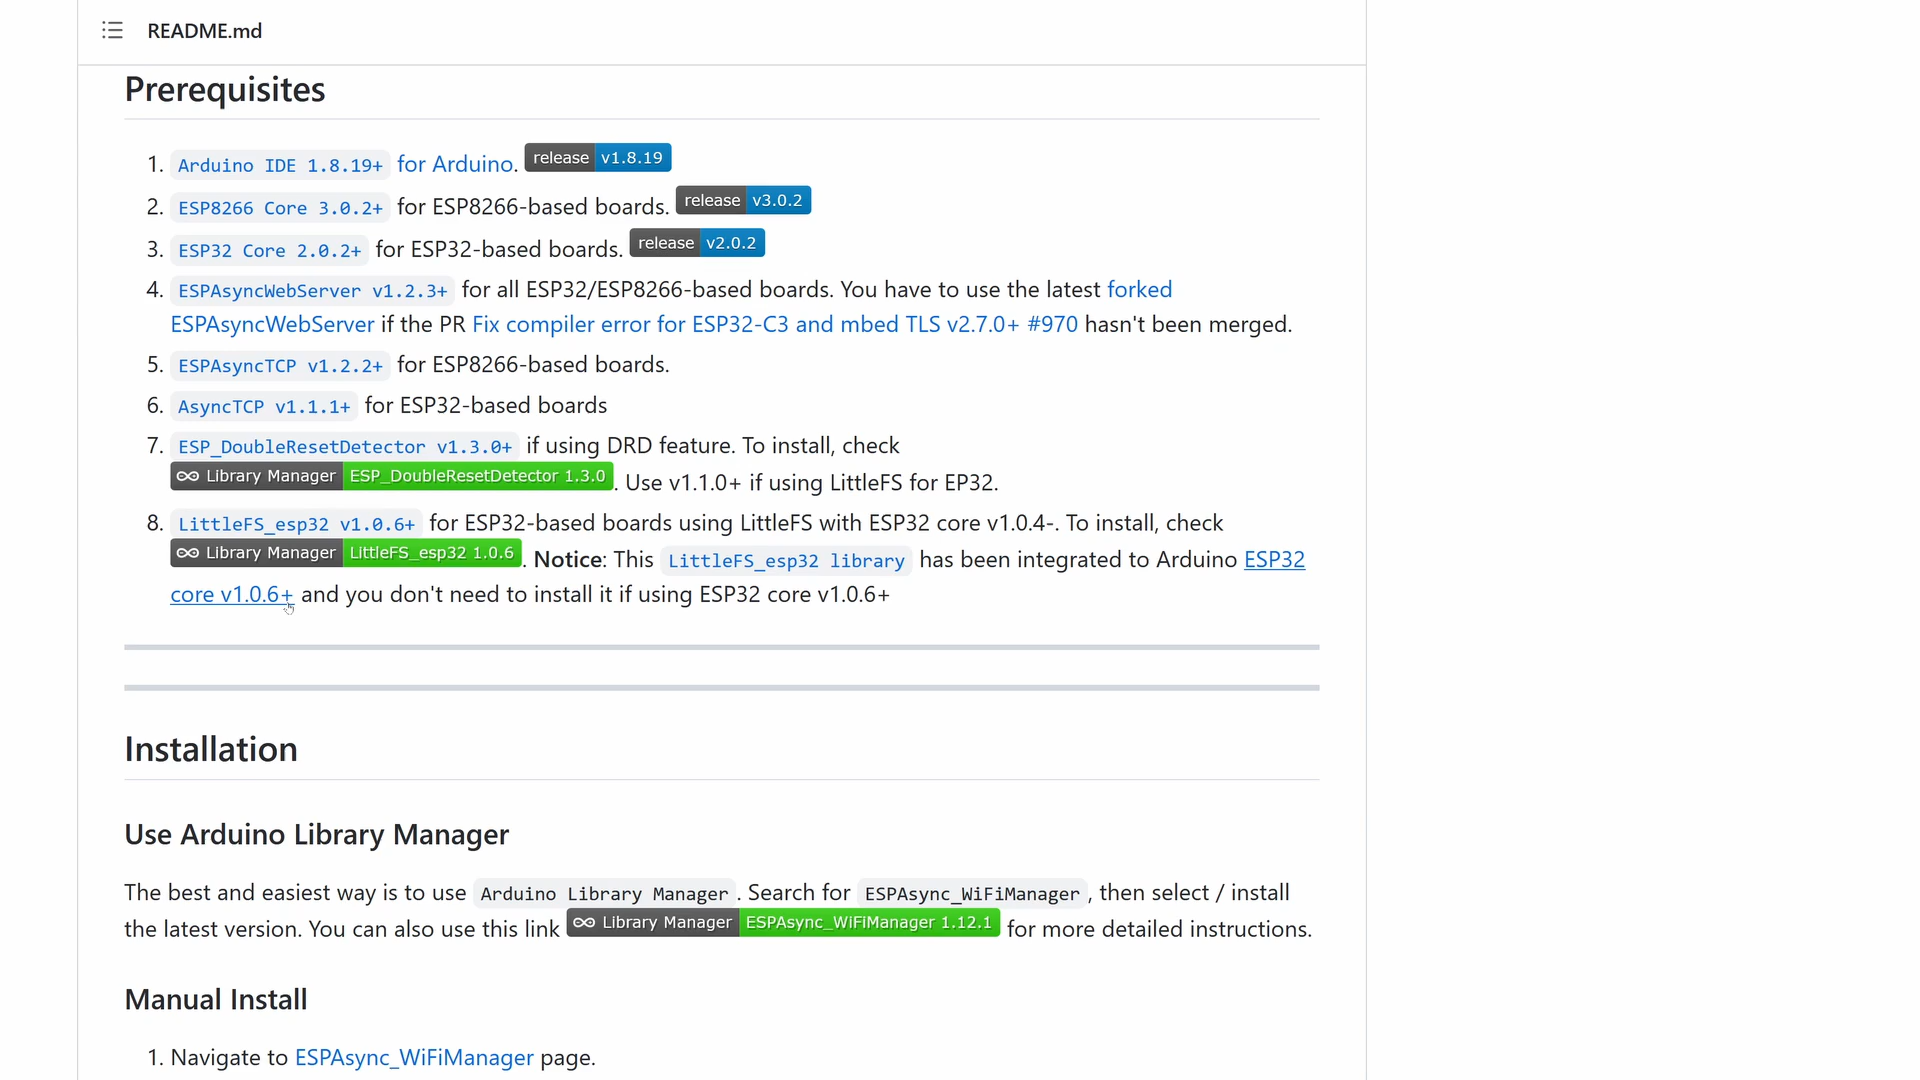 README.md
Prerequisites
1. Arduino IDE 1.8.19+ for Arduino. release v1.8.19
2. ESP8266 Core 3.0.2+ for ESP8266-based boards. release v3.0.2
3. ESP32 Core 2.0.2+ for ESP32-based boards. release v2.0.2
4. ESPAsyncWebServer v1.2.3+ for all ESP32/ESP8266-based boards. You have to use the latest forked
ESPAsyncWebServer if the PR Fix compiler error for ESP32-C3 and mbed TLS v2.7.0+ #970 hasn't been merged.
5. ESPAsyncTCP v1.2.2+ for ESP8266-based boards.
6. AsyncTCP v1.1.1+ for ESP32-based boards
7. ESP_DoubleResetDetector v1.3.0+ if using DRD feature. To install, check
Library Manager ESP_DoubleResetDetector 1.3.0. Use v1.1.0+ if using LittleFS for EP32.
8. LittleFS_esp32 v1.0.6+ for ESP32-based boards using LittleFS with ESP32 core v1.0.4-. To install, check
Library Manager LittleFS_esp32 1.0.6. Notice: This LittleFS_esp32 library has been integrated to Arduino ESP32
core v1.0.6+ and you don't need to install it if using ESP32 core v1.0.6+
Installation
Use Arduino Library Manager
The best and easiest way is to use Arduino Library Manager. Search for ESPAsync_WiFiManager, then select / install
the latest version. You can also use this link Library Manager ESPAsync_WiFiManager 1.12.1 for more detailed instructions.
Manual Install
1. Navigate to ESPAsync_WiFiManager page.